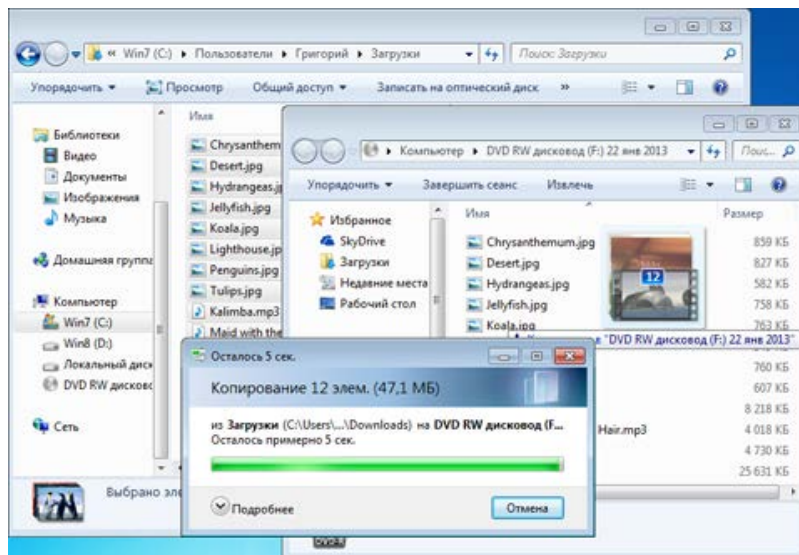 « Win7 (C:) ▸ Пользователи ▸ Григорий ▸ Загрузки
Поиск: Загрузки
Упорядочить ▾ Просмотр Общий доступ ▾ Записать на оптический диск »
Библиотеки
Видео
Документы
Изображения
Музыка
Домашняя группа
Компьютер
Win7 (C:)
Win8 (D:)
Локальный диск
DVD RW дисковод
Сеть
Имя
Chrysanthem
Desert.jpg
Hydrangeas.j
Jellyfish.jpg
Koala.jpg
Lighthouse.jp
Penguins.jpg
Tulips.jpg
Kalimba.mp3
Maid with the
Выбрано эле
▸ Компьютер ▸ DVD RW дисковод (F:) 22 янв 2013
Поис...
Упорядочить ▾ Завершить сеанс Извлечь
Избранное
SkyDrive
Загрузки
Недавние места
Рабочий стол
Имя Размер
Chrysanthemum.jpg 859 КБ
Desert.jpg 827 КБ
Hydrangeas.jpg 582 КБ
Jellyfish.jpg 758 КБ
Koala.jpg 763 КБ
12
в "DVD RW дисковод (F:) 22 янв 2013"
760 КБ
607 КБ
8 218 КБ
Hair.mp3 4 018 КБ
4 730 КБ
25 631 КБ
Осталось 5 сек.
Копирование 12 элем. (47,1 МБ)
из Загрузки (C:\Users\...\Downloads) на DVD RW дисковод (F...
Осталось примерно 5 сек.
Подробнее
Отмена
DVD-R